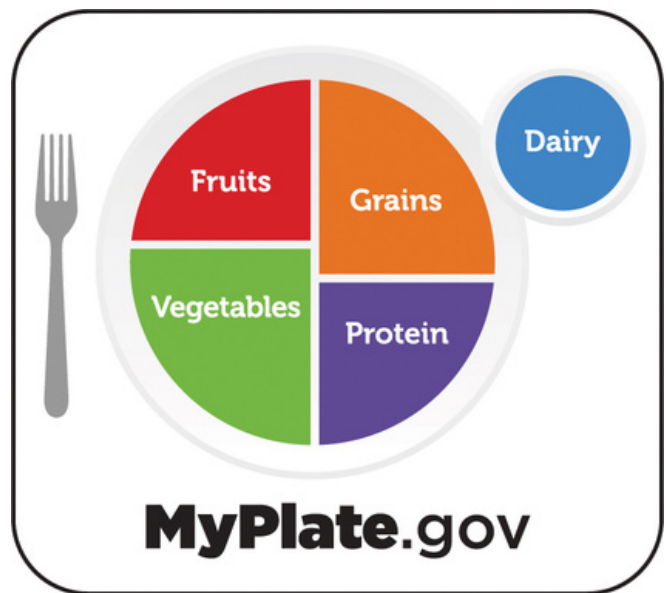 Dairy
Fruits
Grains
Vegetables
Protein
MyPlate.gov